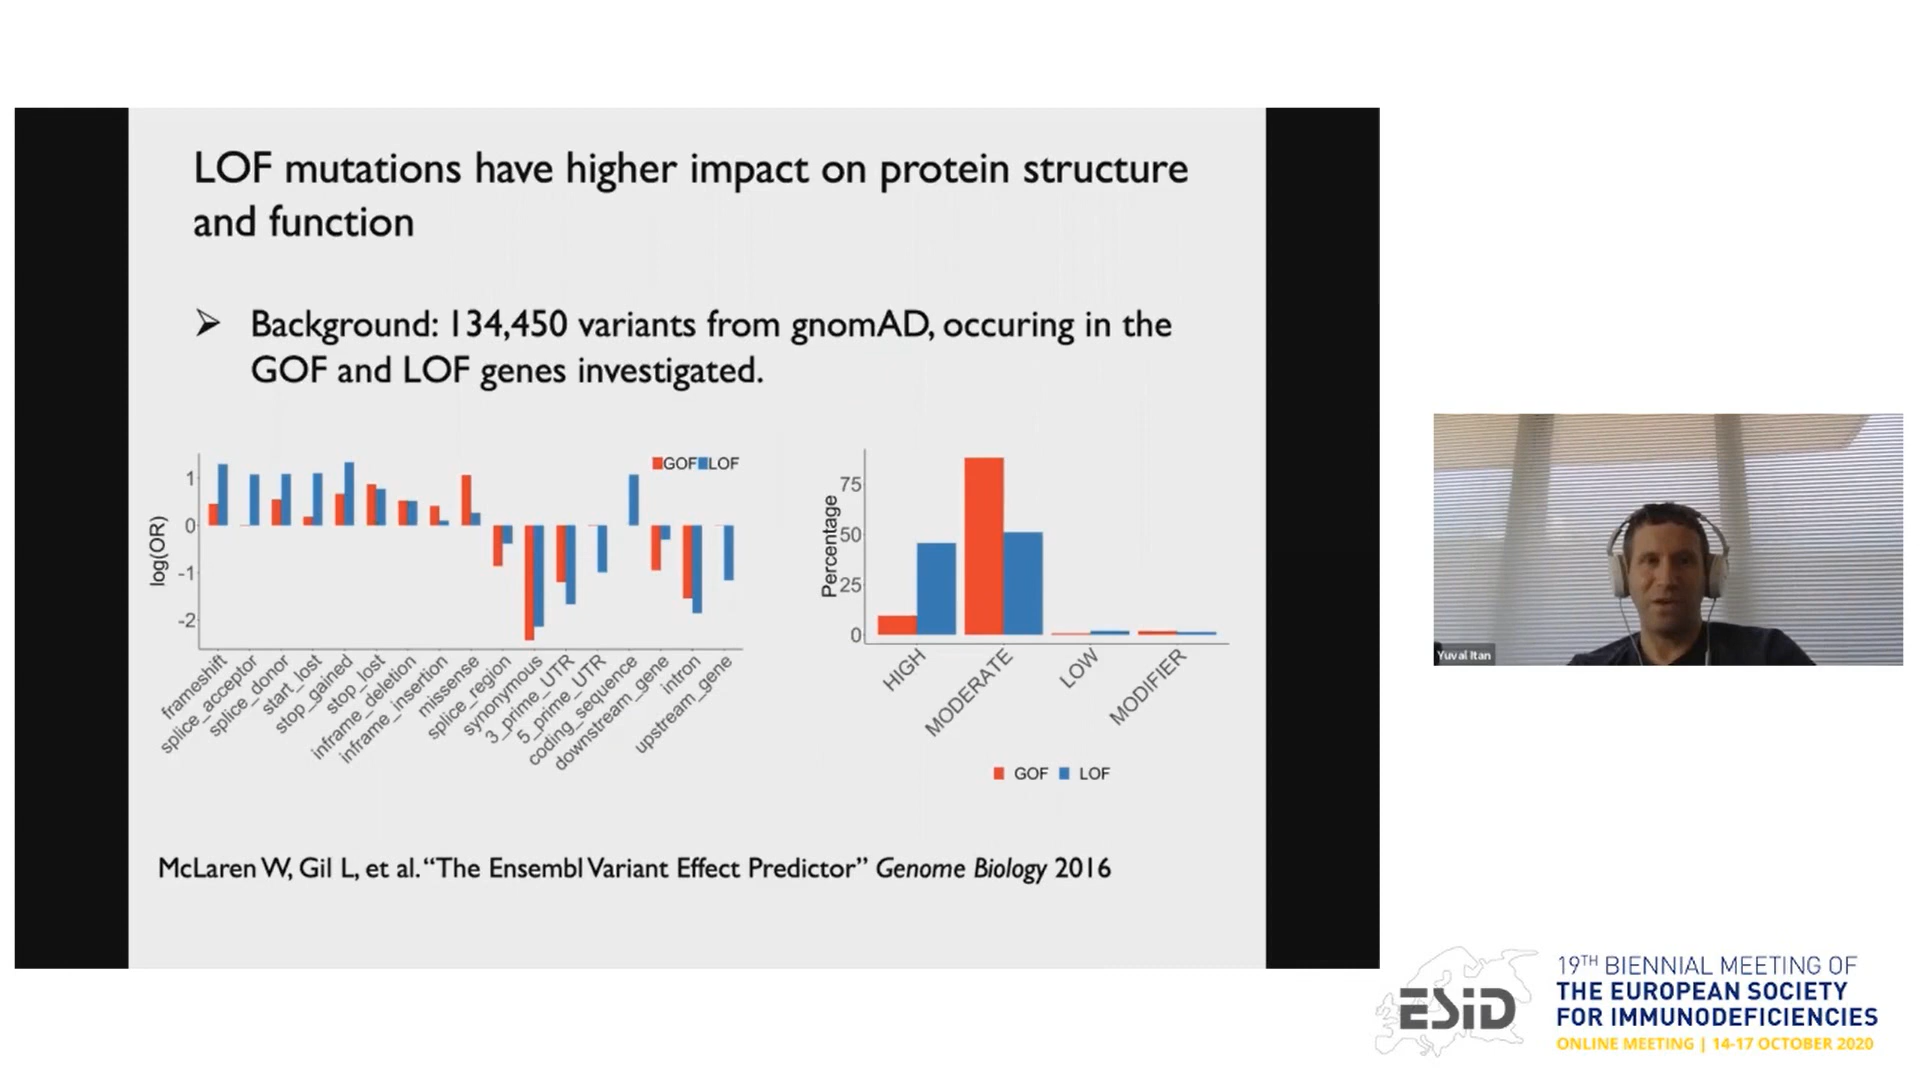 LOF mutations have higher impact on protein structure
and function
➢ Background: 134,450 variants from gnomAD, occuring in the
GOF and LOF genes investigated.
GOF LOF
log(OR)
1
0
-1
-2
frameshift
splice_acceptor
splice_donor
start_lost
stop_gained
stop_lost
inframe_deletion
inframe_insertion
missense
splice_region
synonymous
3_prime_UTR
5_prime_UTR
coding_sequence
downstream_gene
intron
upstream_gene
Percentage
75
50
25
0
HIGH
MODERATE
LOW
MODIFIER
GOF LOF
McLaren W, Gil L, et al. “The Ensembl Variant Effect Predictor” Genome Biology 2016
Yuval Itan
ESiD
19TH BIENNIAL MEETING OF
THE EUROPEAN SOCIETY
FOR IMMUNODEFICIENCIES
ONLINE MEETING | 14-17 OCTOBER 2020